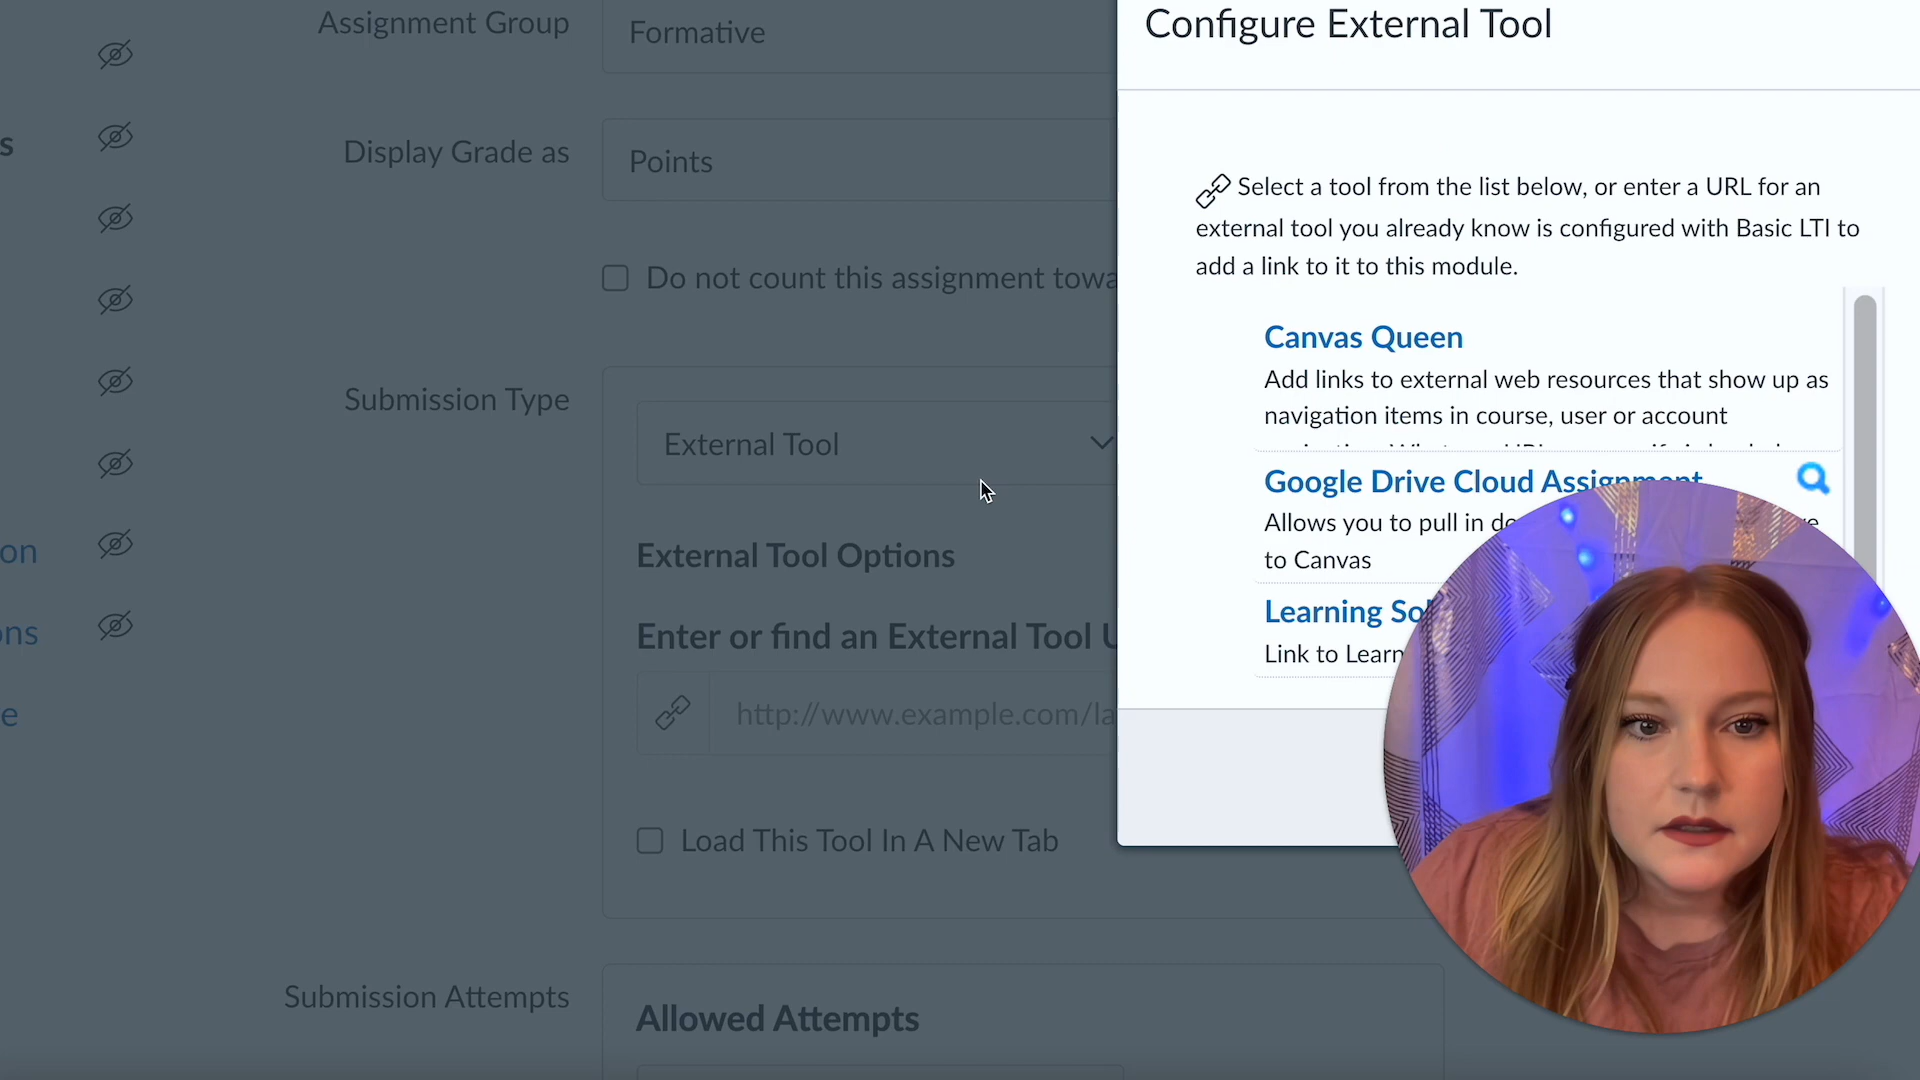 Assignment Group
Formative
Display Grade as
Points
Do not count this assignment
Submission Type
External Tool
External Tool Options
Enter or find an External Tool
http://www.example.com/la
Load This Tool In A New Tab
Submission Attempts
Allowed Attempts
s
on
ns
e
Configure External Tool
Select a tool from the list below, or enter a URL for an
external tool you already know is configured with Basic LTI to
add a link to it to this module.
Canvas Queen
Add links to external web resources that show up as
navigation items in course, user or account
Google Drive Cloud Assignment
Allows you to pull in
to Canvas
Learning
Link to